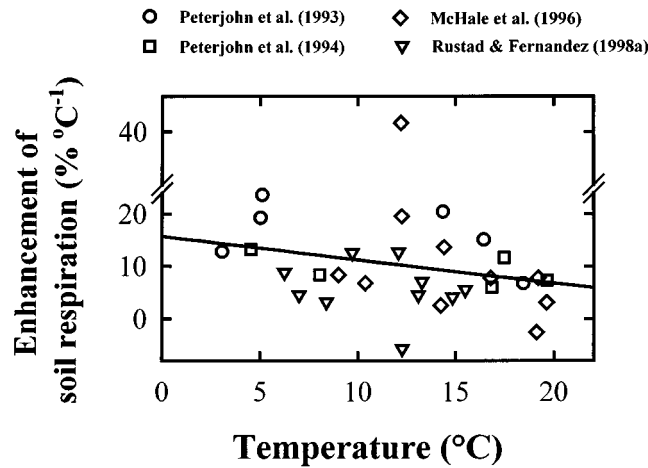 Peterjohn et al. (1993) McHale et al. (1996)
Peterjohn et al. (1994) Rustad & Fernandez (1998a)
Enhancement of
soil respiration (% °C⁻¹)
40
20
10
0
0 5 10 15 20
Temperature (°C)